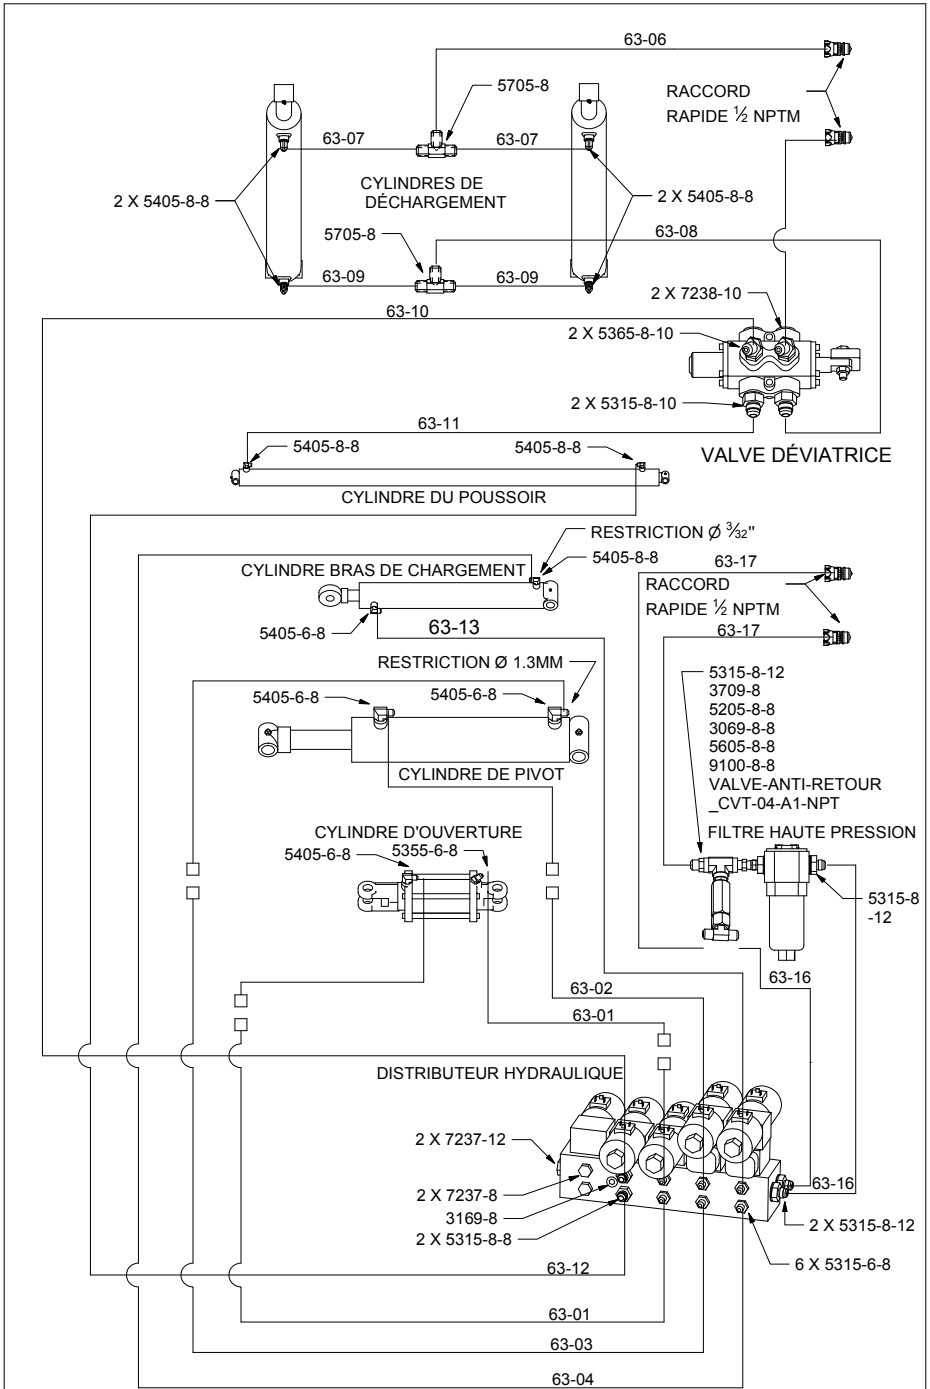 63-06
5705-8
RACCORD
RAPIDE ½ NPTM
63-07
63-07
CYLINDRES DE
DÉCHARGEMENT
2 X 5405-8-8
2 X 5405-8-8
5705-8
63-08
63-09
63-09
2 X 7238-10
63-10
2 X 5365-8-10
2 X 5315-8-10
63-11
5405-8-8
5405-8-8
VALVE DÉVIATRICE
CYLINDRE DU POUSSOIR
RESTRICTION Ø 3⁄32"
5405-8-8
63-17
CYLINDRE BRAS DE CHARGEMENT
RACCORD
RAPIDE ½ NPTM
5405-6-8
63-13
63-17
RESTRICTION Ø 1.3MM
5405-6-8
5405-6-8
5315-8-12
3709-8
5205-8-8
3069-8-8
5605-8-8
9100-8-8
VALVE-ANTI-RETOUR
_CVT-04-A1-NPT
CYLINDRE DE PIVOT
CYLINDRE D'OUVERTURE
5405-6-8
5355-6-8
FILTRE HAUTE PRESSION
5315-8
-12
63-16
63-02
63-01
DISTRIBUTEUR HYDRAULIQUE
2 X 7237-12
2 X 7237-8
3169-8
2 X 5315-8-8
63-16
2 X 5315-8-12
6 X 5315-6-8
63-12
63-01
63-03
63-04